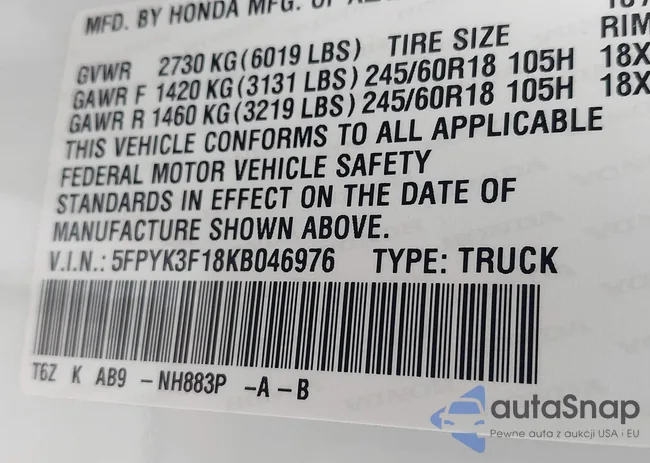 MFD. BY HONDA MFG. OF
GVWR 2730 KG (6019 LBS) TIRE SIZE RIM
GAWR F 1420 KG (3131 LBS) 245/60R18 105H 18X
GAWR R 1460 KG (3219 LBS) 245/60R18 105H 18X
THIS VEHICLE CONFORMS TO ALL APPLICABLE
FEDERAL MOTOR VEHICLE SAFETY
STANDARDS IN EFFECT ON THE DATE OF
MANUFACTURE SHOWN ABOVE.
V.I.N.: 5FPYK3F18KB046976 TYPE: TRUCK
T6Z K AB9 -NH883P -A -B
autaSnap
Pewne auta z aukcji USA i EU